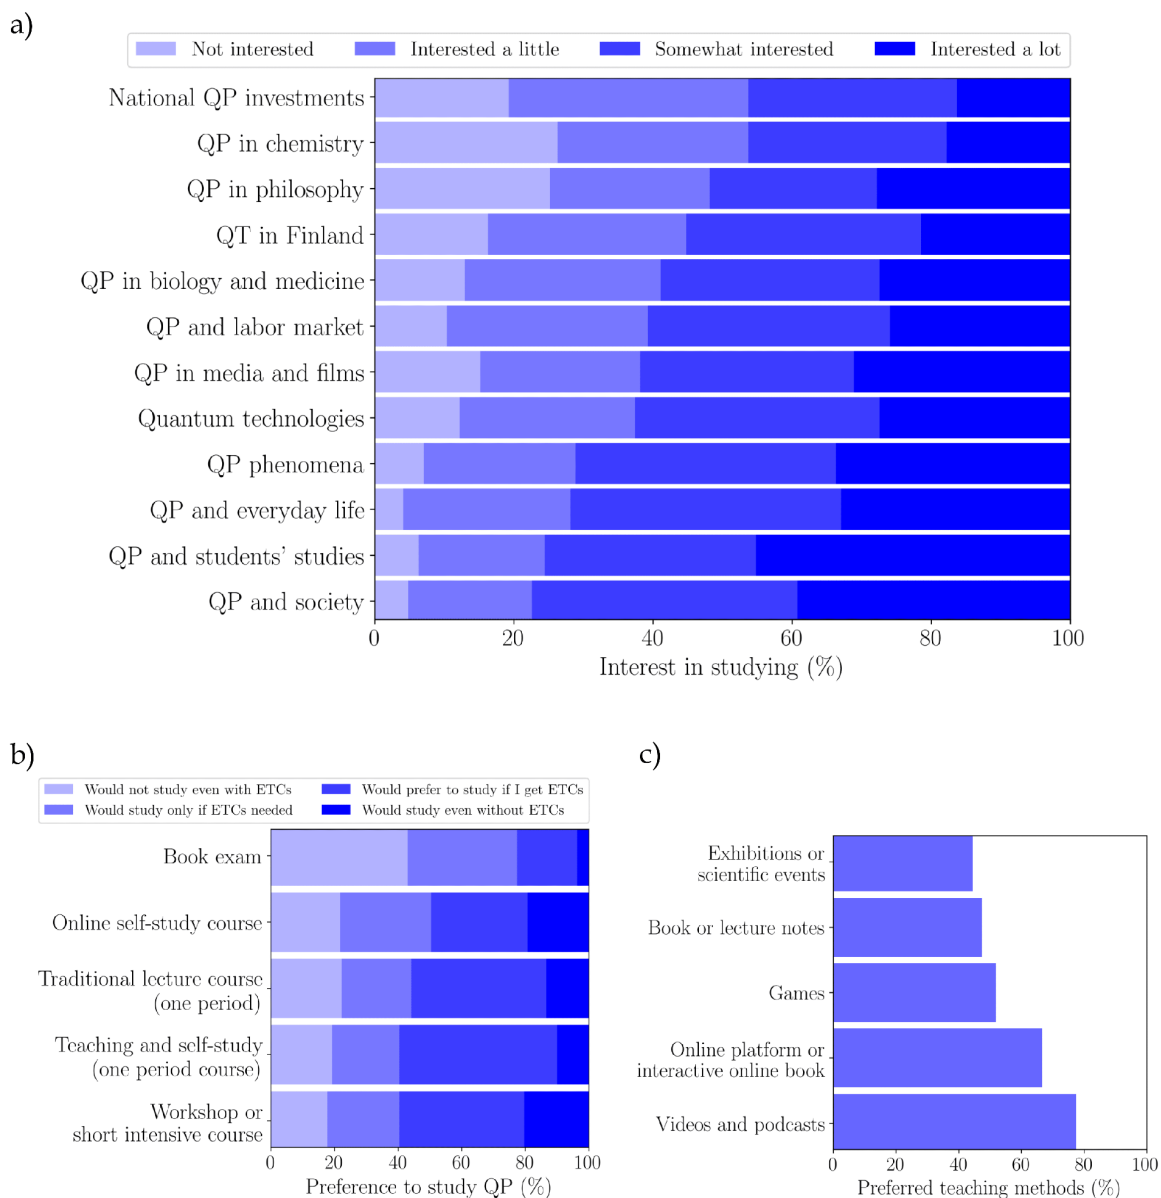 a)
Not interested Interested a little Somewhat interested Interested a lot
National QP investments
QP in chemistry
QP in philosophy
QT in Finland
QP in biology and medicine
QP and labor market
QP in media and films
Quantum technologies
QP phenomena
QP and everyday life
QP and students' studies
QP and society
0 20 40 60 80 100
Interest in studying (%)
b)
Would not study even with ETCs Would prefer to study if I get ETCs
Would study only if ETCs needed Would study even without ETCs
Book exam
Online self-study course
Traditional lecture course
(one period)
Teaching and self-study
(one period course)
Workshop or
short intensive course
0 20 40 60 80 100
Preference to study QP (%)
c)
Exhibitions or
scientific events
Book or lecture notes
Games
Online platform or
interactive online book
Videos and podcasts
0 20 40 60 80 100
Preferred teaching methods (%)